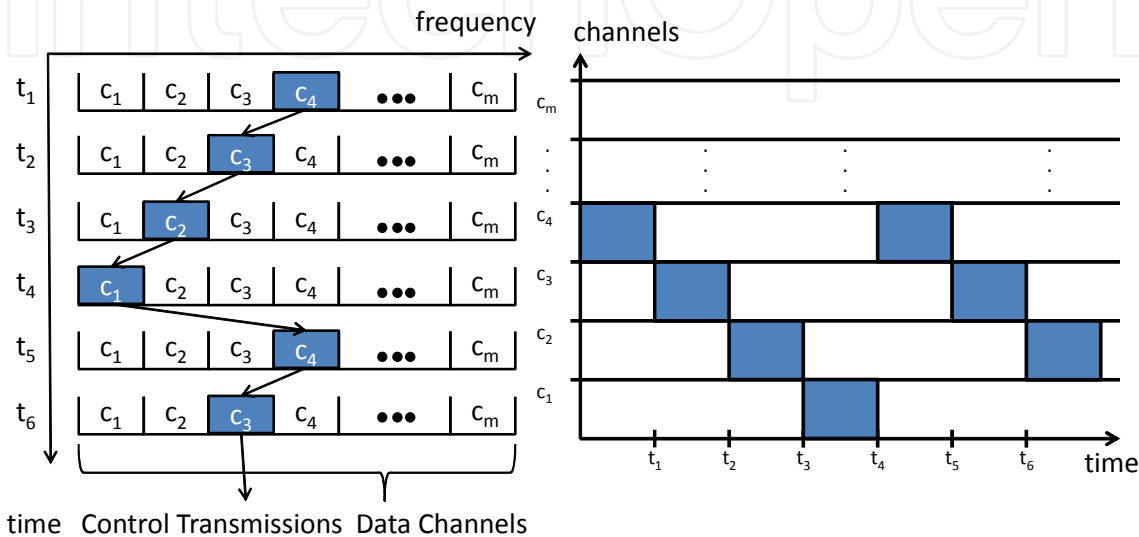 IntechOpen
frequency
t1 c1 c2 c3 c4 ••• cm
t2 c1 c2 c3 c4 ••• cm
t3 c1 c2 c3 c4 ••• cm
t4 c1 c2 c3 c4 ••• cm
t5 c1 c2 c3 c4 ••• cm
t6 c1 c2 c3 c4 ••• cm
time Control Transmissions Data Channels
channels
cm
c4
c3
c2
c1
t1 t2 t3 t4 t5 t6 time